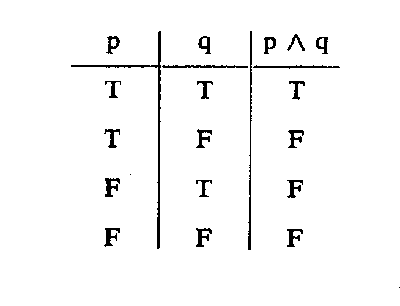 p q p ∧ q
T T T
T F F
F T F
F F F